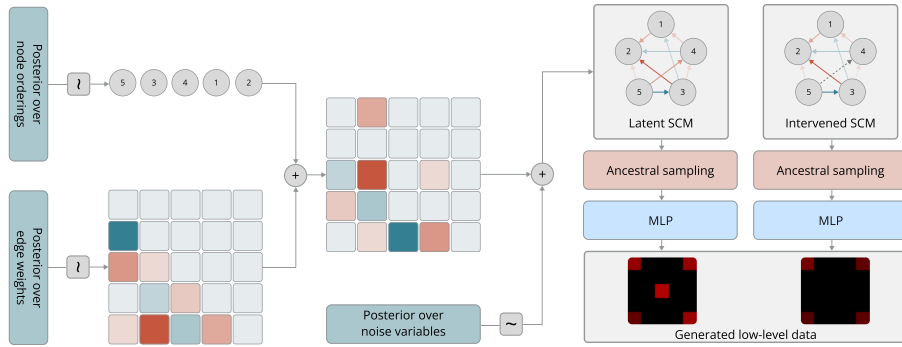 Posterior over
node orderings
~
5 3 4 1 2
Posterior over
edge weights
~
+
Posterior over
noise variables
~
+
1
2 4
5 3
Latent SCM
Ancestral sampling
MLP
1
2 4
5 3
Intervened SCM
Ancestral sampling
MLP
Generated low-level data